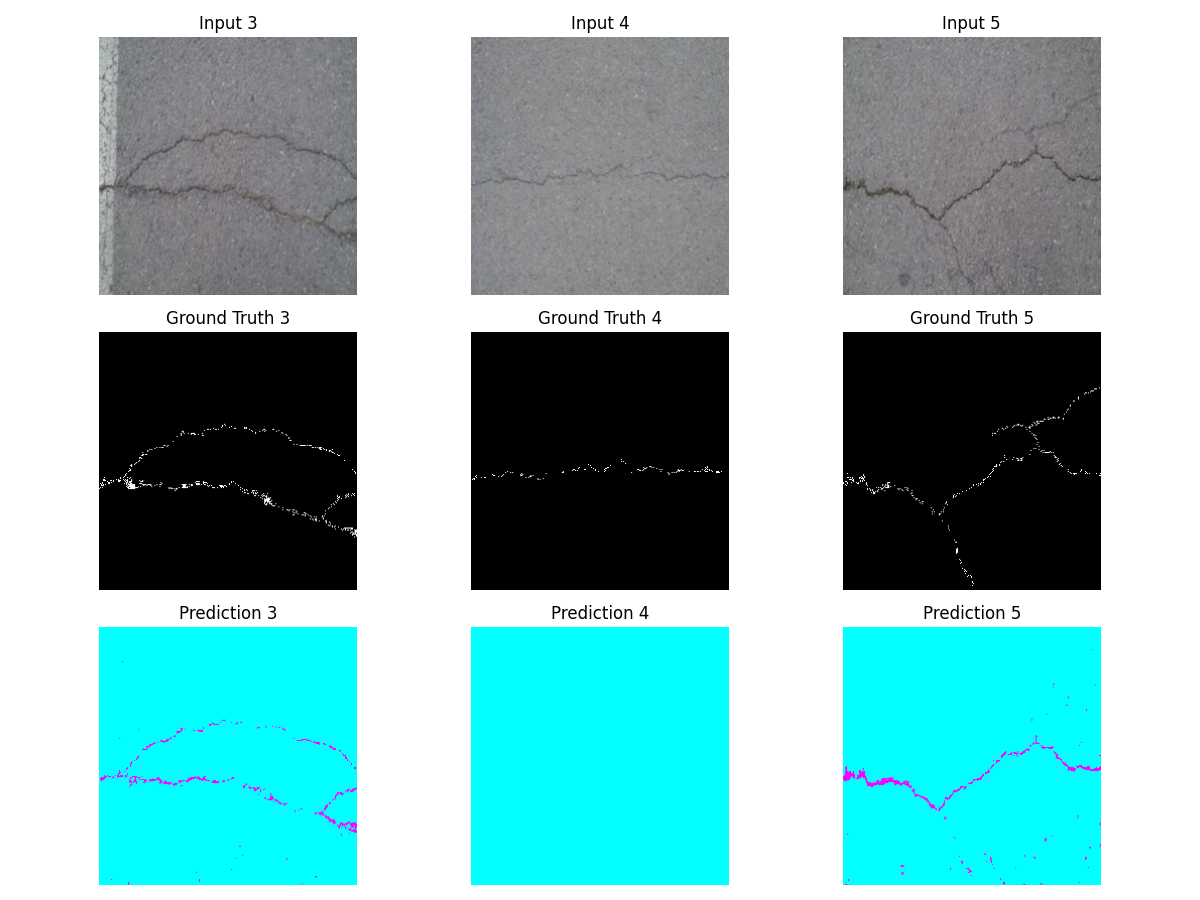 Input 3
Input 4
Input 5
Ground Truth 3
Ground Truth 4
Ground Truth 5
Prediction 3
Prediction 4
Prediction 5